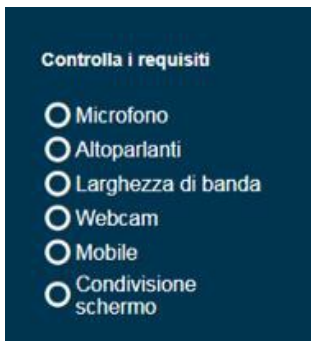 Controlla i requisiti
Microfono
Altoparlanti
Larghezza di banda
Webcam
Mobile
Condivisione
schermo